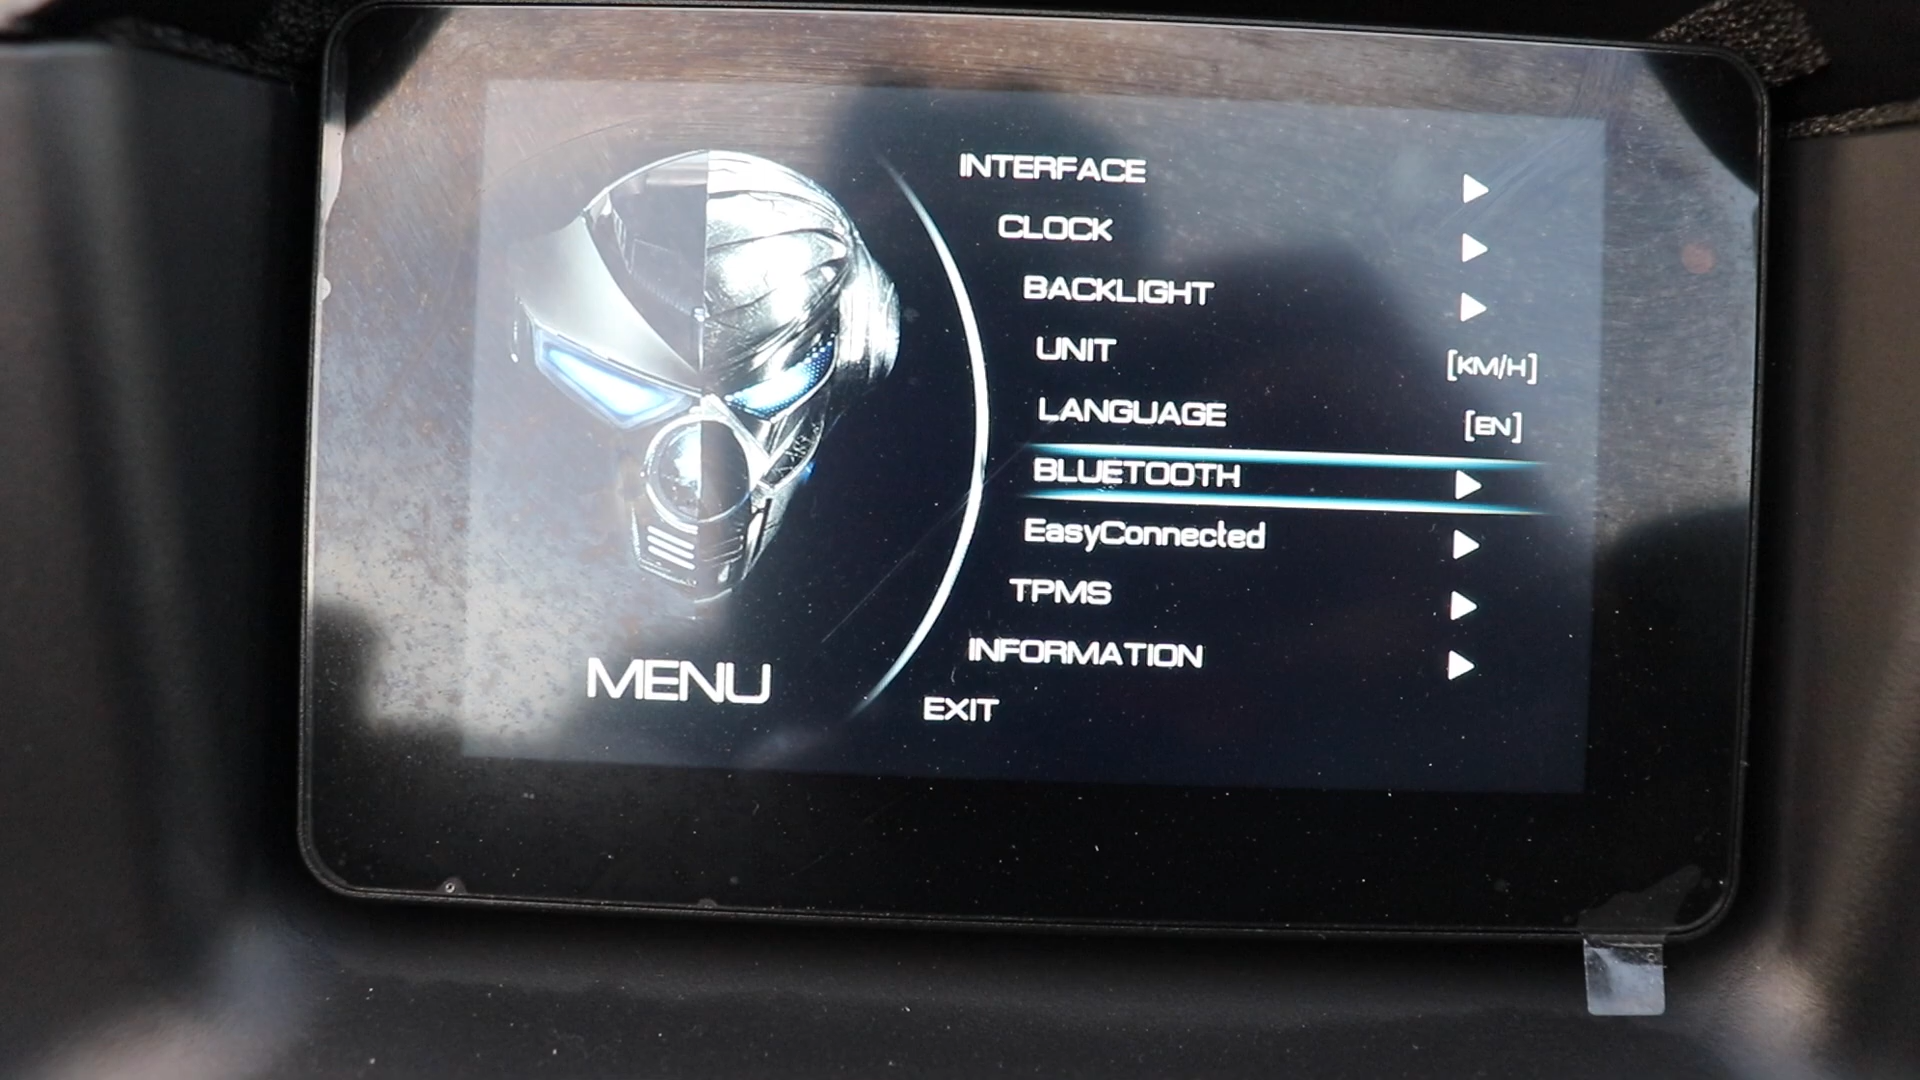 INTERFACE
CLOCK
BACKLIGHT
UNIT [KM/H]
LANGUAGE [EN]
BLUETOOTH
EasyConnected
TPMS
INFORMATION
EXIT
MENU